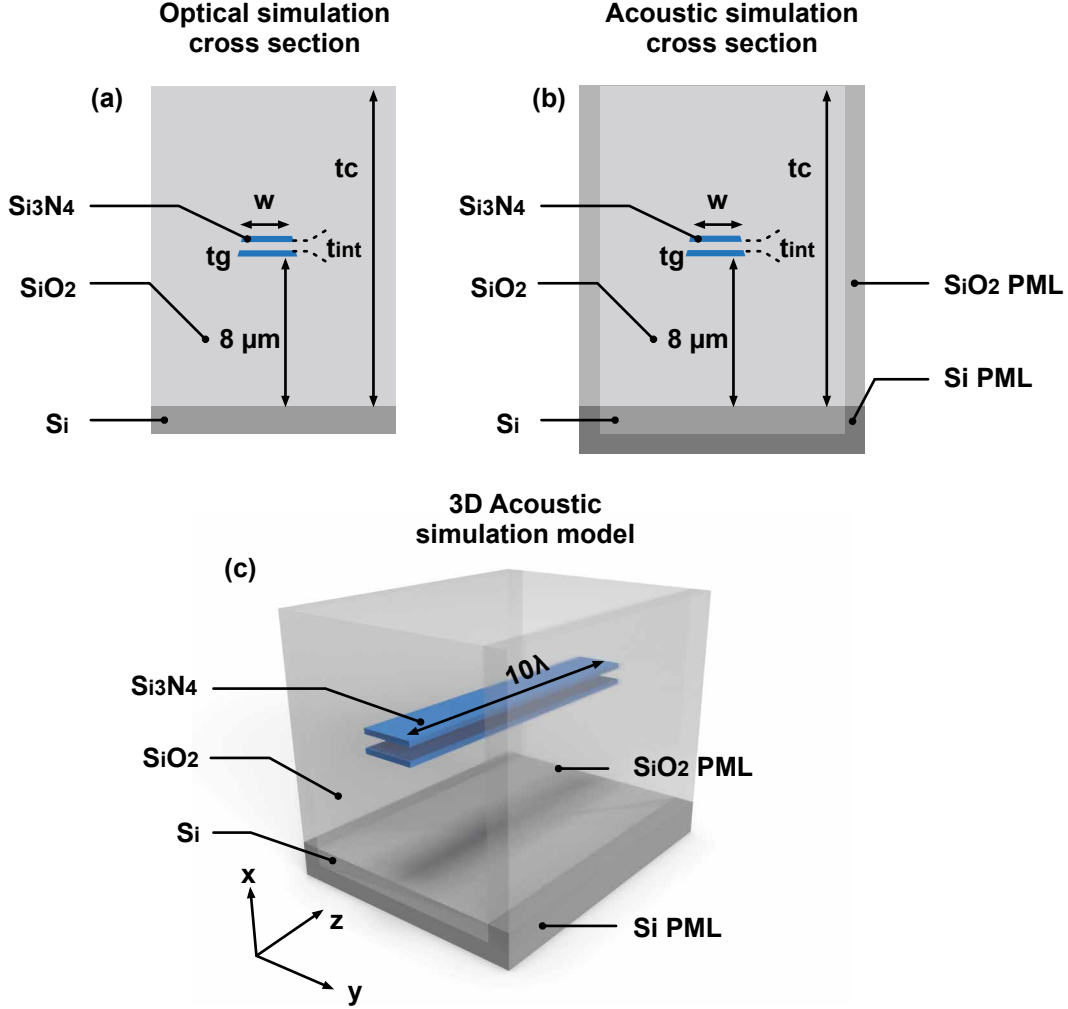 Optical simulation
cross section
Acoustic simulation
cross section
(a)
(b)
tc
tc
Si3N4
w
Si3N4
w
tg
tint
tg
tint
SiO2
SiO2
SiO2 PML
8 µm
8 µm
Si PML
Si
Si
3D Acoustic
simulation model
(c)
10λ
Si3N4
SiO2
SiO2 PML
Si
x
z
Si PML
y